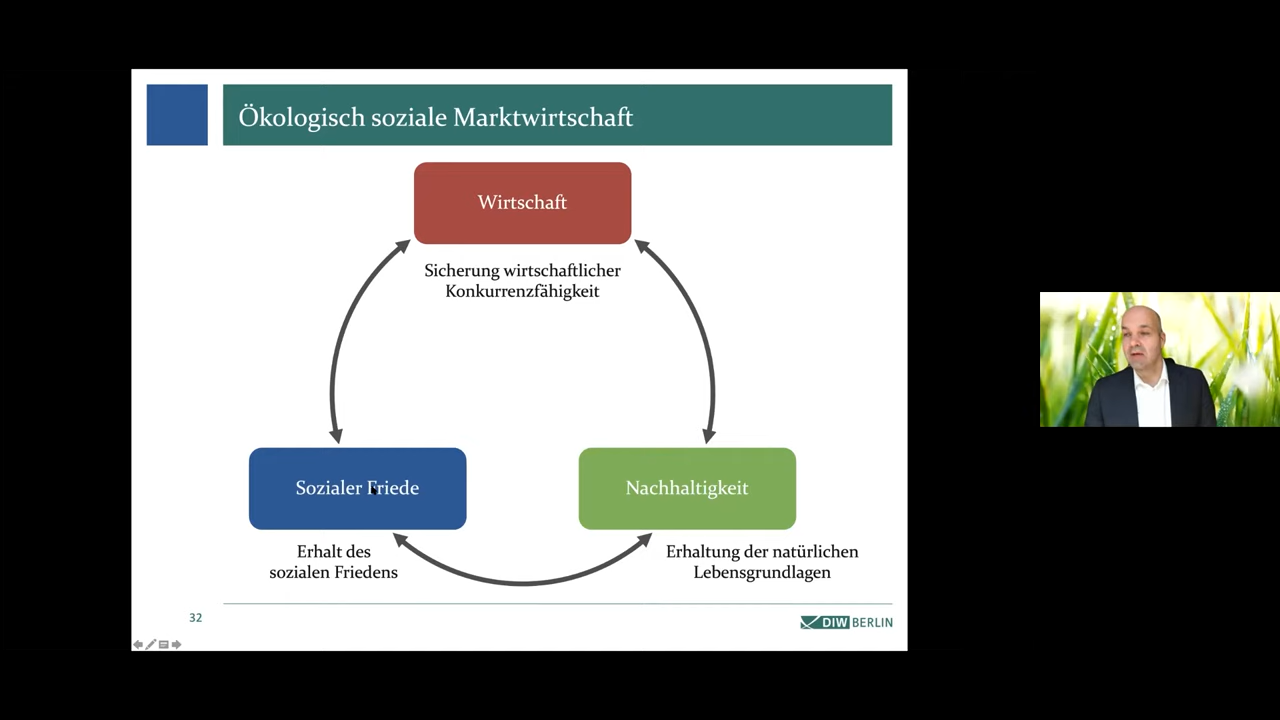 Ökologisch soziale Marktwirtschaft
Wirtschaft
Sicherung wirtschaftlicher
Konkurrenzfähigkeit
Sozialer Friede
Nachhaltigkeit
Erhalt des
sozialen Friedens
Erhaltung der natürlichen
Lebensgrundlagen
32
DIW BERLIN